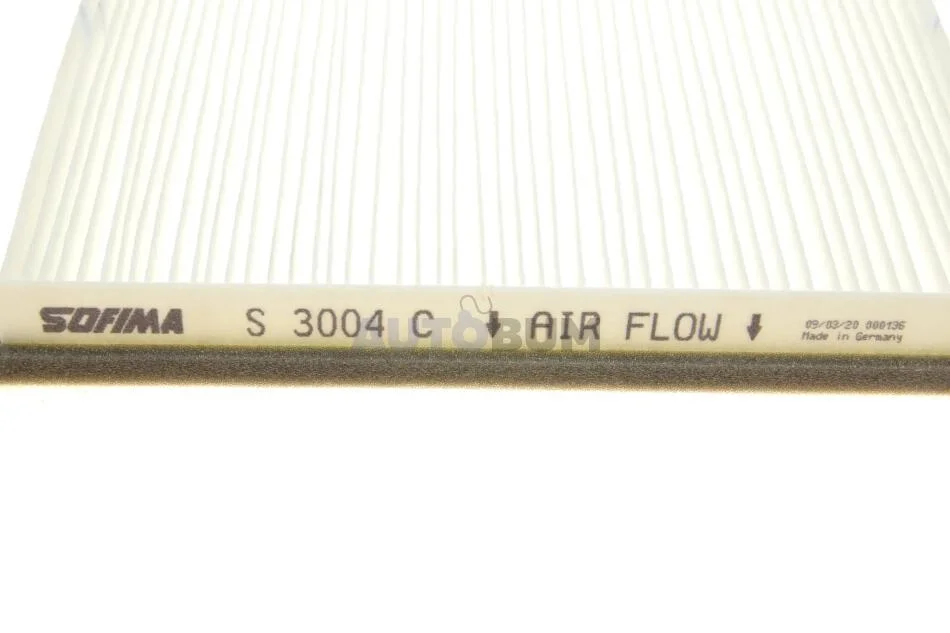 SOFIMA S 3004 C ↓ AIR FLOW ↓ 09/03/20 000136
Made in Germany
AUTOBUM